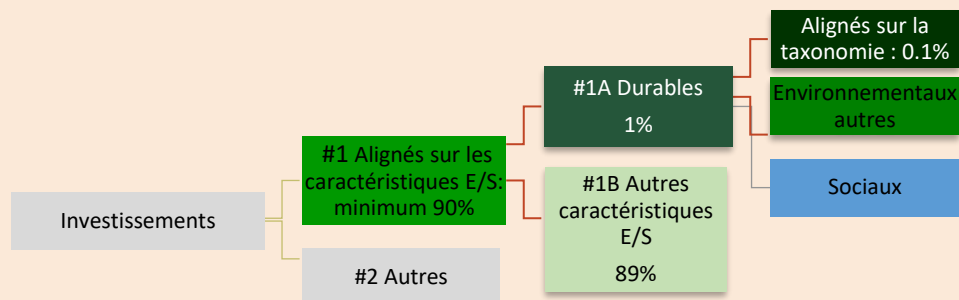 Investissements
#1 Alignés sur les
caractéristiques E/S:
minimum 90%
#2 Autres
#1A Durables
1%
#1B Autres
caractéristiques
E/S
89%
Alignés sur la
taxonomie : 0.1%
Environnementaux
autres
Sociaux